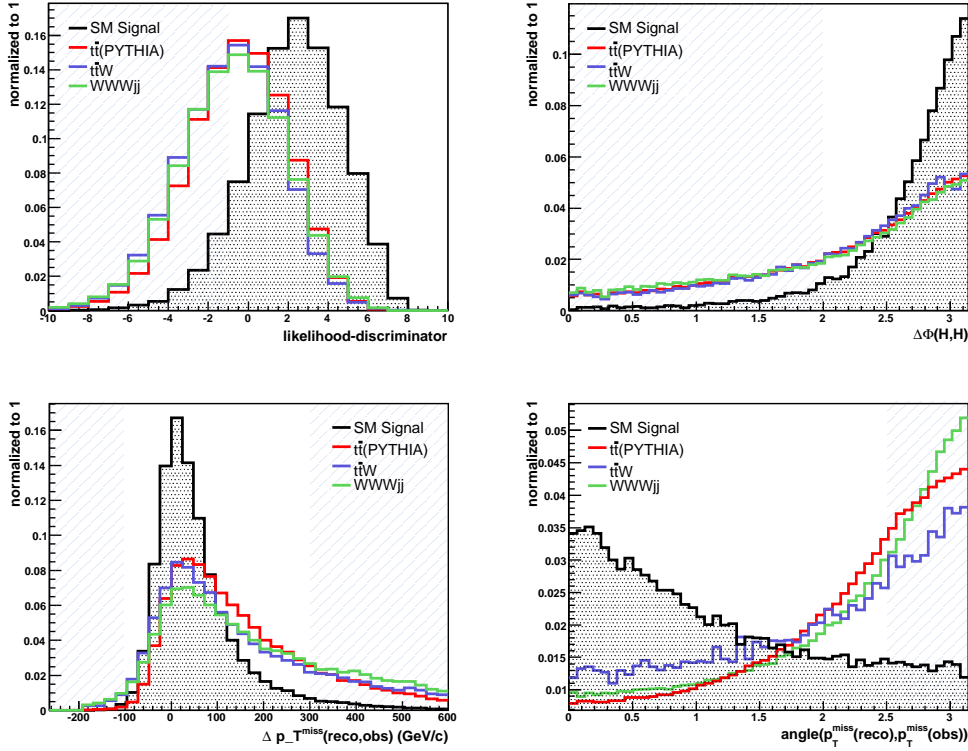 normalized to 1
0.16
0.14
0.12
0.1
0.08
0.06
0.04
0.02
0
SM Signal
tt̄(PYTHIA)
tt̄W
WWWjj
-10 -8 -6 -4 -2 0 2 4 6 8 10
likelihood-discriminator
normalized to 1
0.1
0.08
0.06
0.04
0.02
0
SM Signal
tt̄(PYTHIA)
tt̄W
WWWjj
0 0.5 1 1.5 2 2.5 3
ΔΦ(H,H)
normalized to 1
0.16
0.14
0.12
0.1
0.08
0.06
0.04
0.02
0
SM Signal
tt̄(PYTHIA)
tt̄W
WWWjj
-200 -100 0 100 200 300 400 500 600
Δ p_T^miss(reco,obs) (GeV/c)
normalized to 1
0.05
0.045
0.04
0.035
0.03
0.025
0.02
0.015
0.01
SM Signal
tt̄(PYTHIA)
tt̄W
WWWjj
0 0.5 1 1.5 2 2.5 3
angle(p_T^miss(reco),p_T^miss(obs))